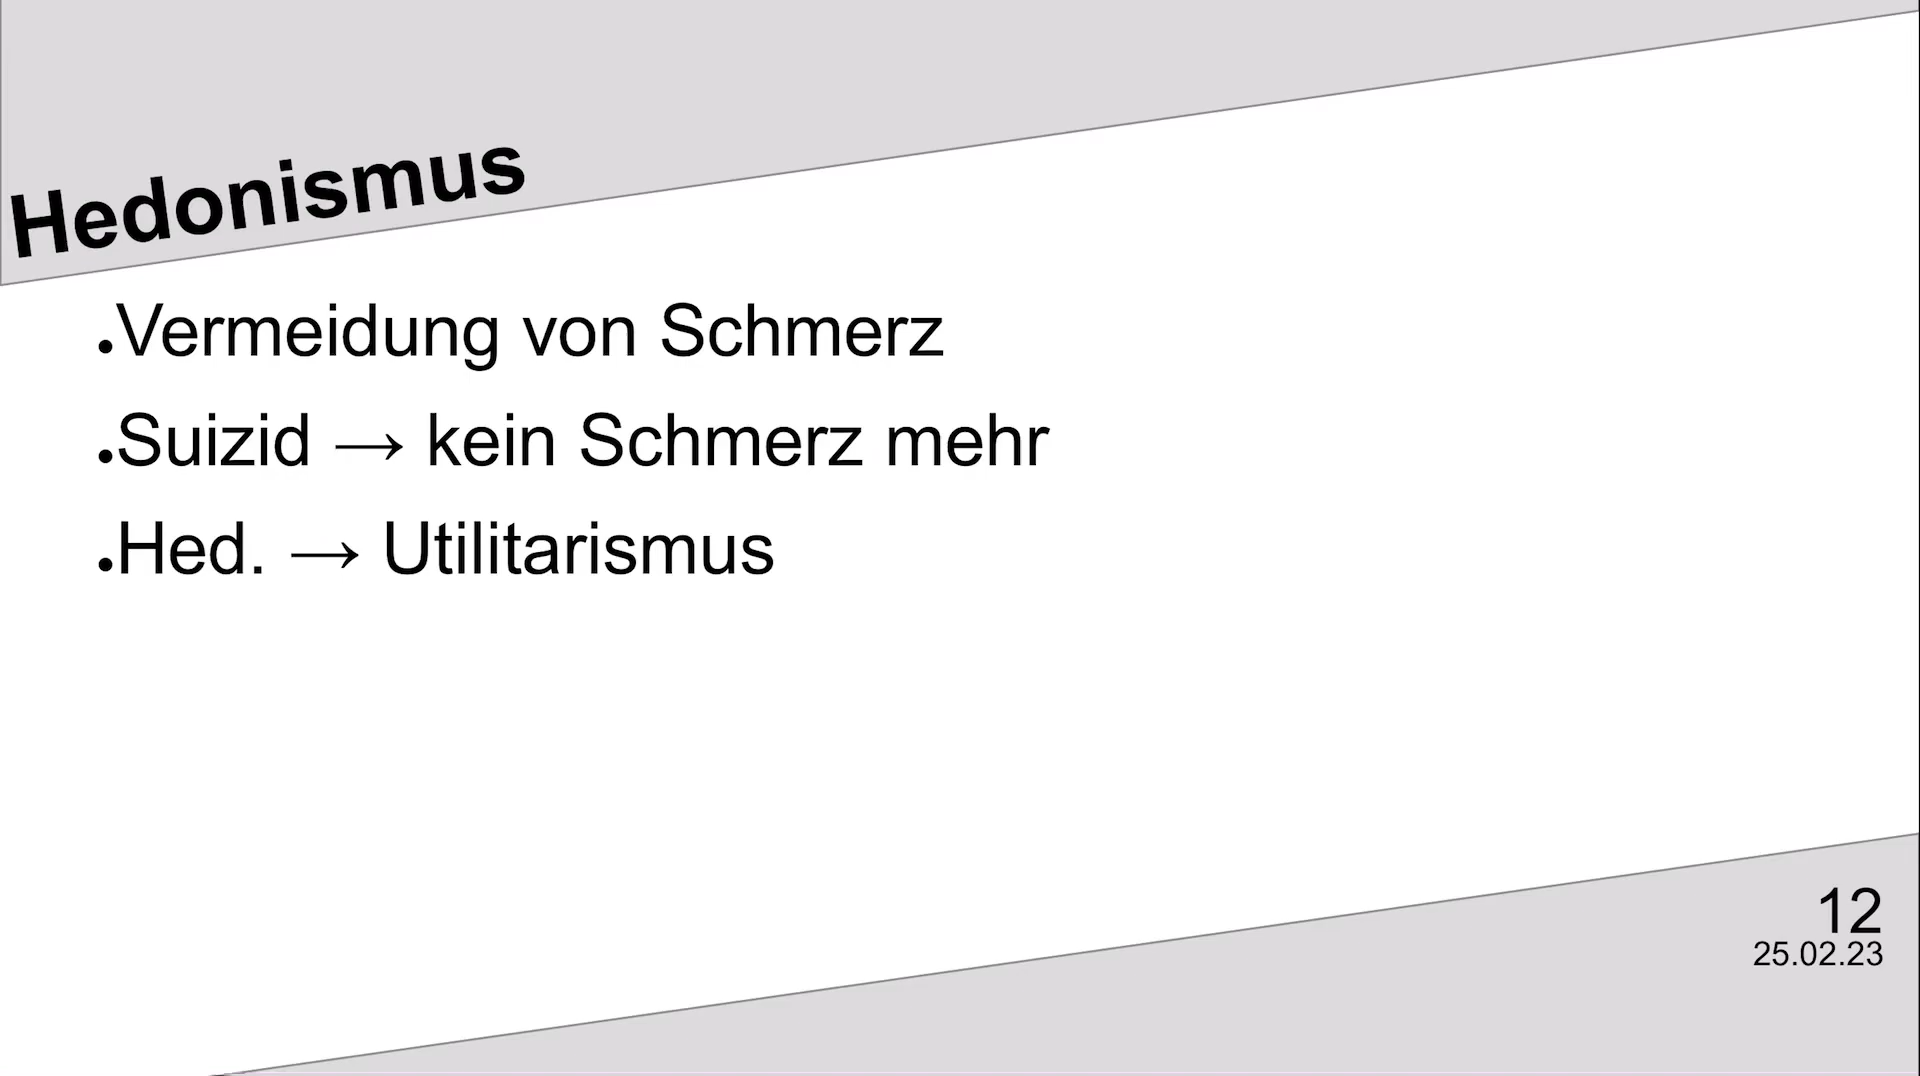 Hedonismus
●Vermeidung von Schmerz
●Suizid → kein Schmerz mehr
●Hed. → Utilitarismus
12
25.02.23